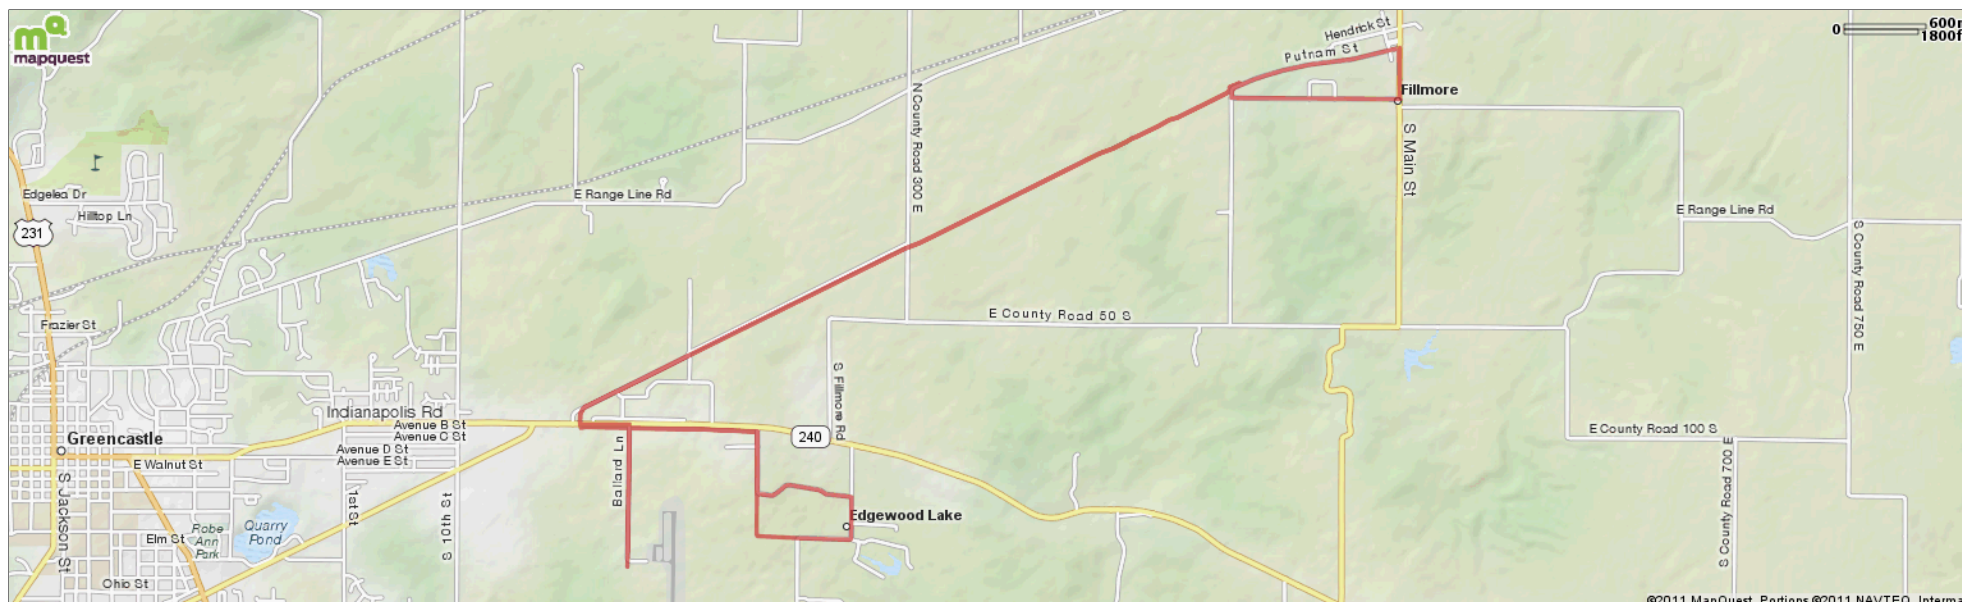 mapquest
600m
0
1800f
Hendrick St
Putnam St
Fillmore
N County Road 300 E
S Main St
Edgelea Dr
Hilltop Ln
231
E Range Line Rd
E Range Line Rd
S County Road 750 E
Frazier St
E County Road 50 S
S Fillmore Rd
Indianapolis Rd
Avenue B St
Avenue C St
Greencastle
Avenue D St
E Walnut St
Avenue E St
240
E County Road 100 S
Ballard Ln
S Jackson St
1st St
S 10th St
S County Road 700 E
Robe
Ann
Park
Quarry
Pond
Elm St
Edgewood Lake
Ohio St
©2011 MapQuest Portions ©2011 NAVTEQ, Interma